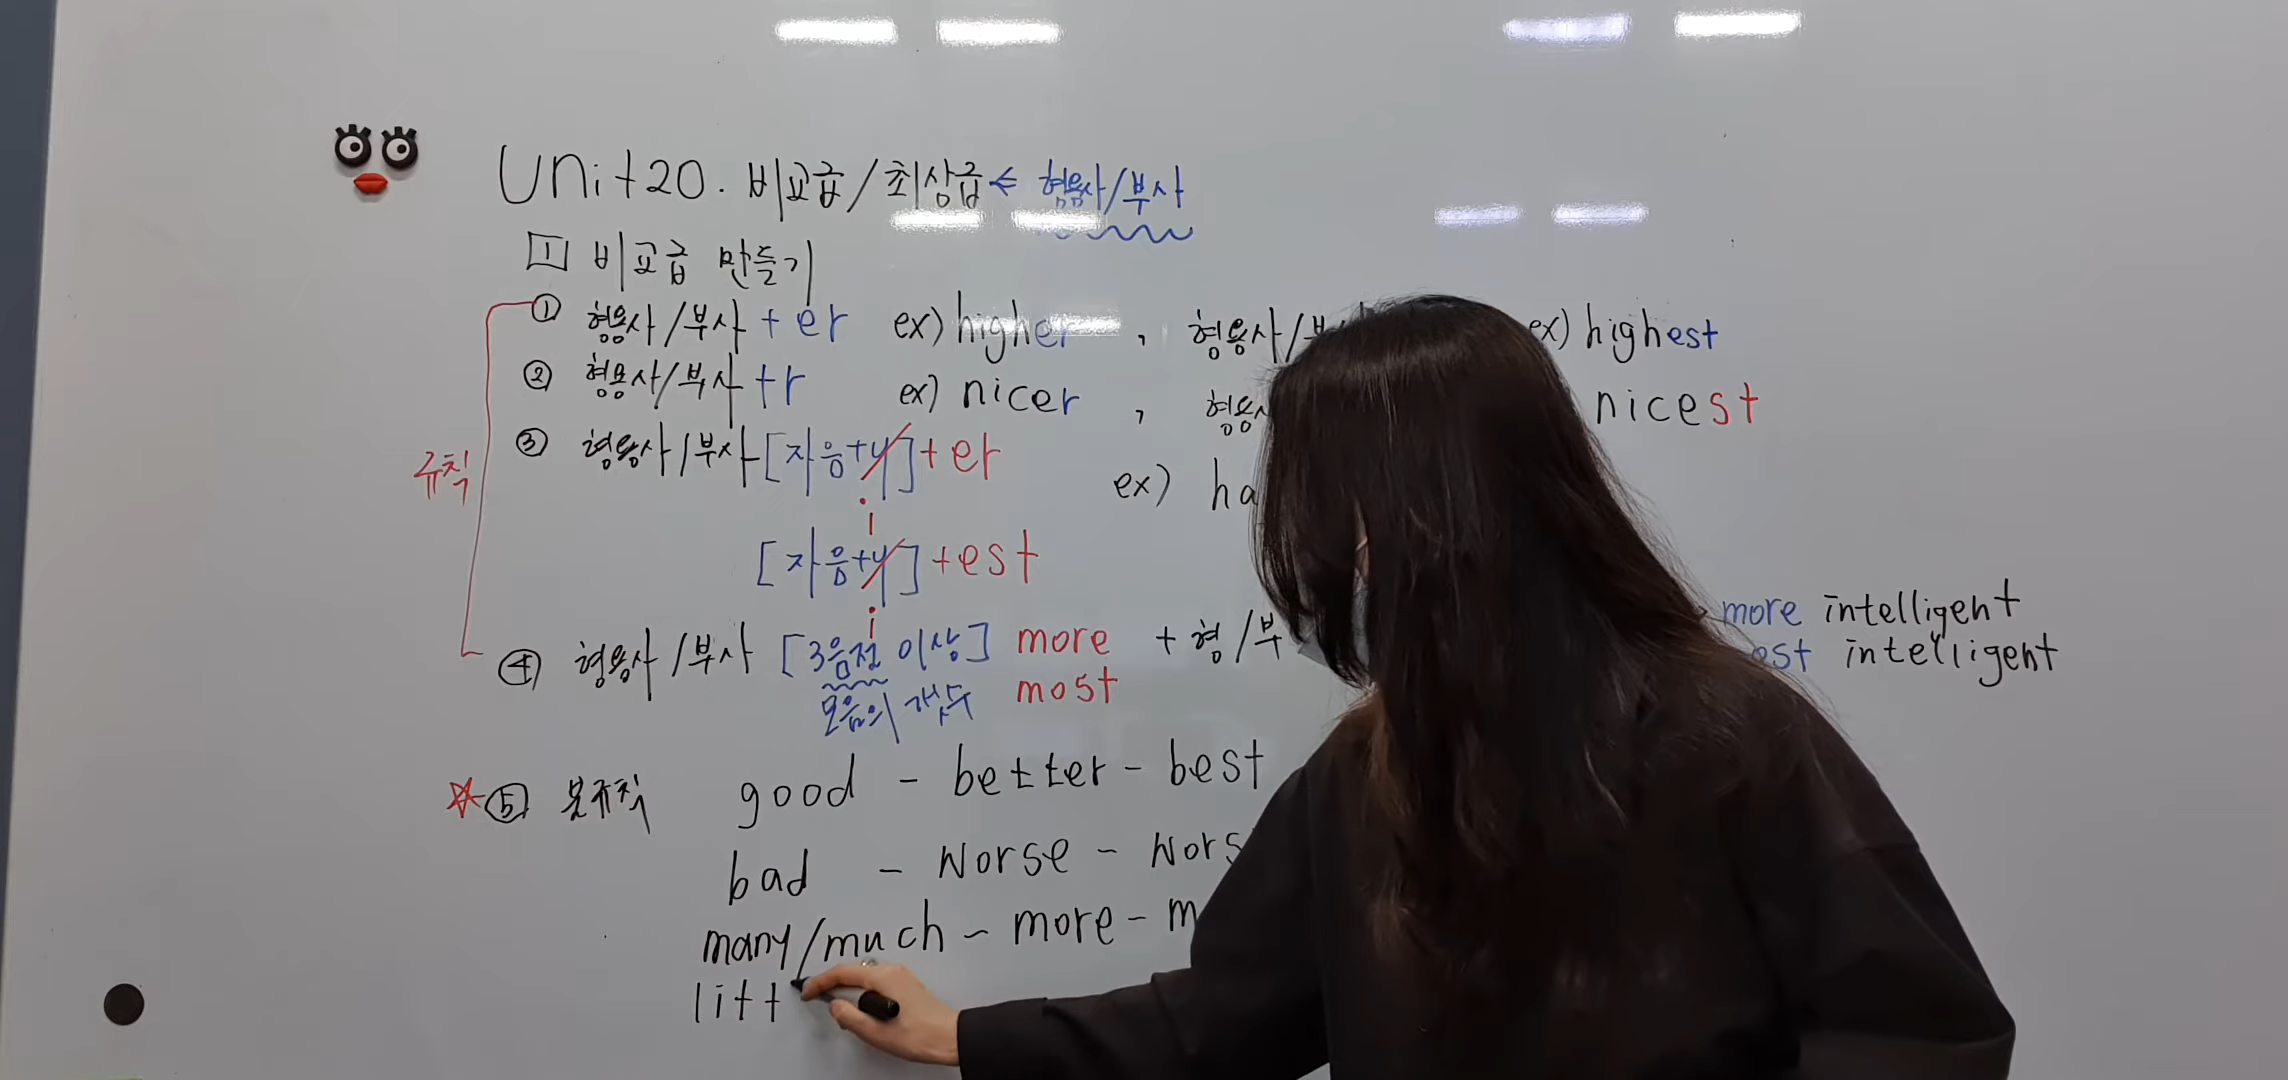 Unit 20. 비교급/최상급 ← 형용사/부사
1 비교급 만들기
① 형용사/부사 + er ex) higher , 형용사/부사 ex) highest
② 형용사/부사 + r ex) nicer , 형용사 nicest
규칙
③ 형용사/부사 [자음+y] + er ex) ha
i
[자음+y] + est
i
④ 형용사/부사 [3음절 이상] more + 형/부 more intelligent
모음의 개수 most est intelligent
☆ ⑤ 불규칙 good - better - best
bad - worse - wors
many/much - more - m
litt